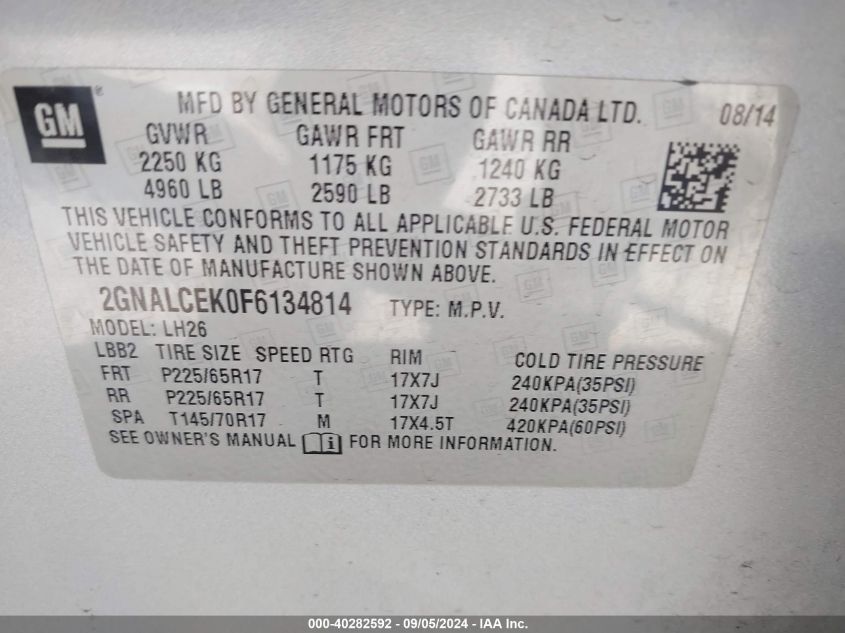 GM®
MFD BY GENERAL MOTORS OF CANADA LTD. 08/14
GVWR GAWR FRT GAWR RR
2250 KG 1175 KG 1240 KG
4960 LB 2590 LB 2733 LB
THIS VEHICLE CONFORMS TO ALL APPLICABLE U.S. FEDERAL MOTOR
VEHICLE SAFETY AND THEFT PREVENTION STANDARDS IN EFFECT ON
THE DATE OF MANUFACTURE SHOWN ABOVE.
2GNALCEK0F6134814 TYPE: M.P.V.
MODEL: LH26
LBB2 TIRE SIZE SPEED RTG RIM COLD TIRE PRESSURE
FRT P225/65R17 T 17X7J 240KPA(35PSI)
RR P225/65R17 T 17X7J 240KPA(35PSI)
SPA T145/70R17 M 17X4.5T 420KPA(60PSI)
SEE OWNER'S MANUAL i FOR MORE INFORMATION.
000-40282592 - 09/05/2024 - IAA Inc.